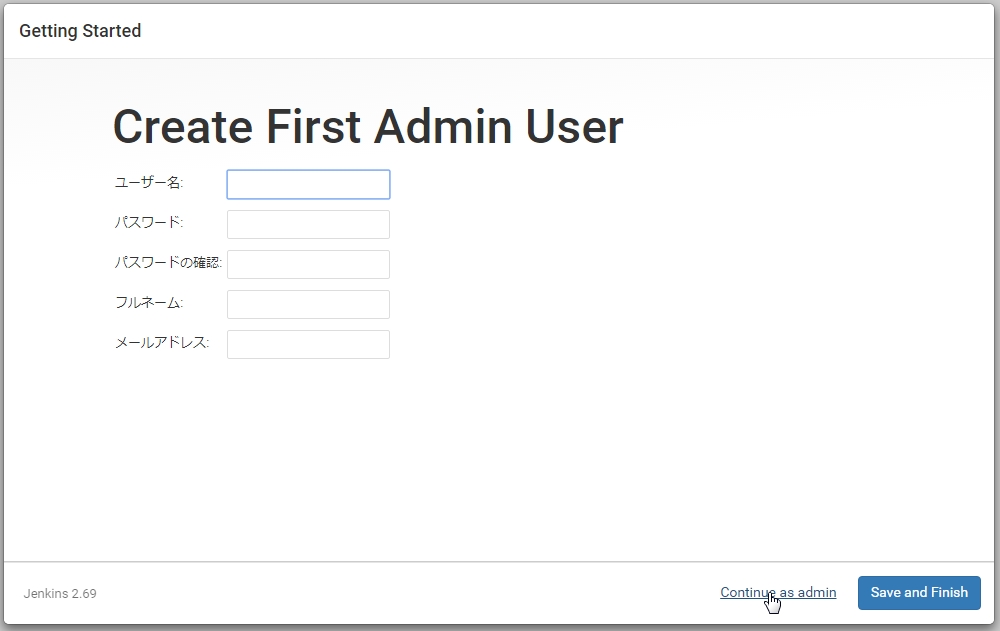 Getting Started
Create First Admin User
ユーザー名:
パスワード:
パスワードの確認:
フルネーム:
メールアドレス:
Jenkins 2.69
Continue as admin
Save and Finish